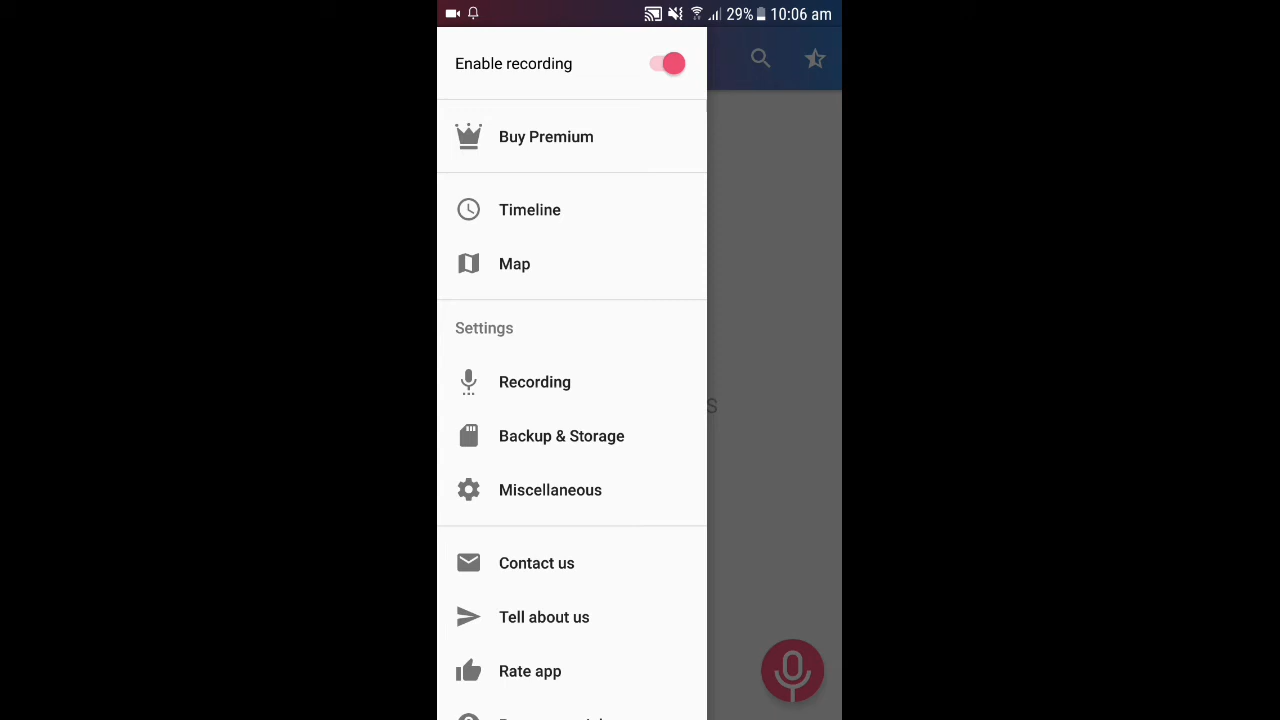 29% 10:06 am
Enable recording
Buy Premium
Timeline
Map
Settings
Recording
Backup & Storage
Miscellaneous
Contact us
Tell about us
Rate app